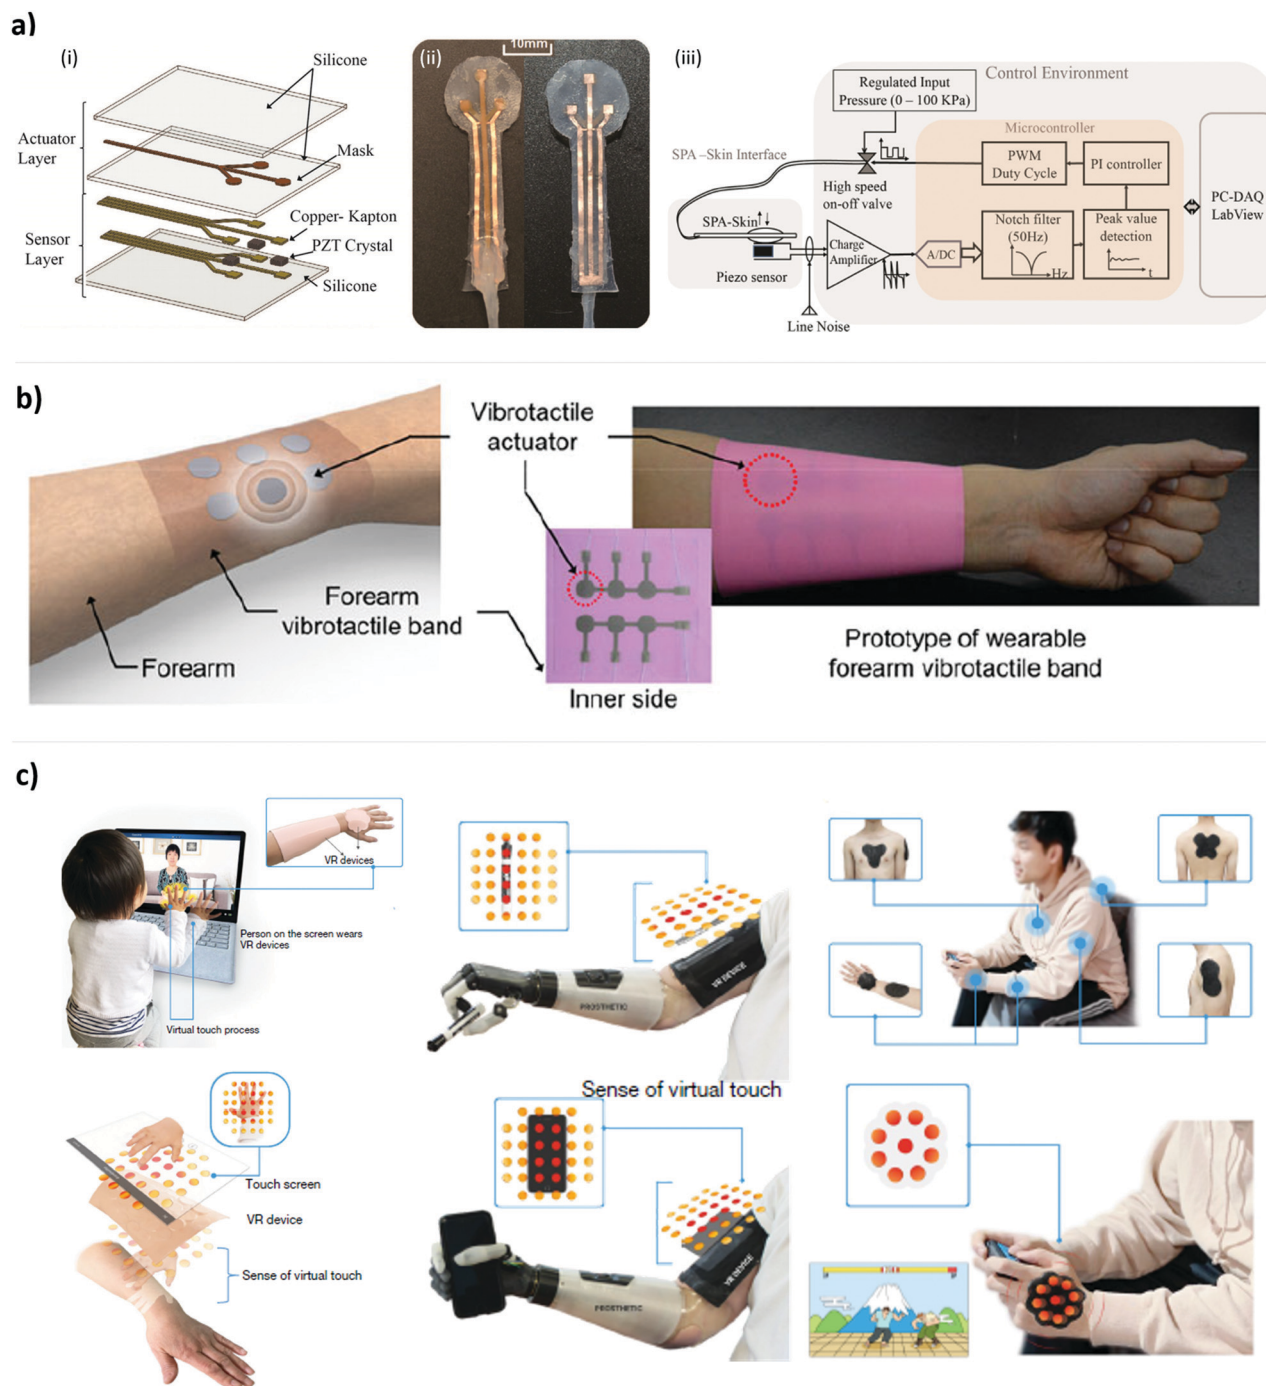 a)
(i)
Silicone
Actuator
Layer
Mask
Copper- Kapton
PZT Crystal
Sensor
Layer
Silicone
(ii)
10mm
(iii)
Control Environment
Regulated Input
Pressure (0 – 100 KPa)
Microcontroller
SPA –Skin Interface
PWM
Duty Cycle
PI controller
High speed
on-off valve
PC-DAQ
LabView
SPA-Skin
Charge
Amplifier
A/DC
Notch filter
(50Hz)
Hz
Peak value
detection
t
Piezo sensor
Line Noise
b)
Vibrotactile
actuator
Forearm
vibrotactile band
Forearm
Inner side
Prototype of wearable
forearm vibrotactile band
c)
VR devices
Person on the screen wears
VR devices
Virtual touch process
VR DEVICE
PROSTHETIC
Sense of virtual touch
Touch screen
VR device
Sense of virtual touch
VR DEVICE
PROSTHETIC